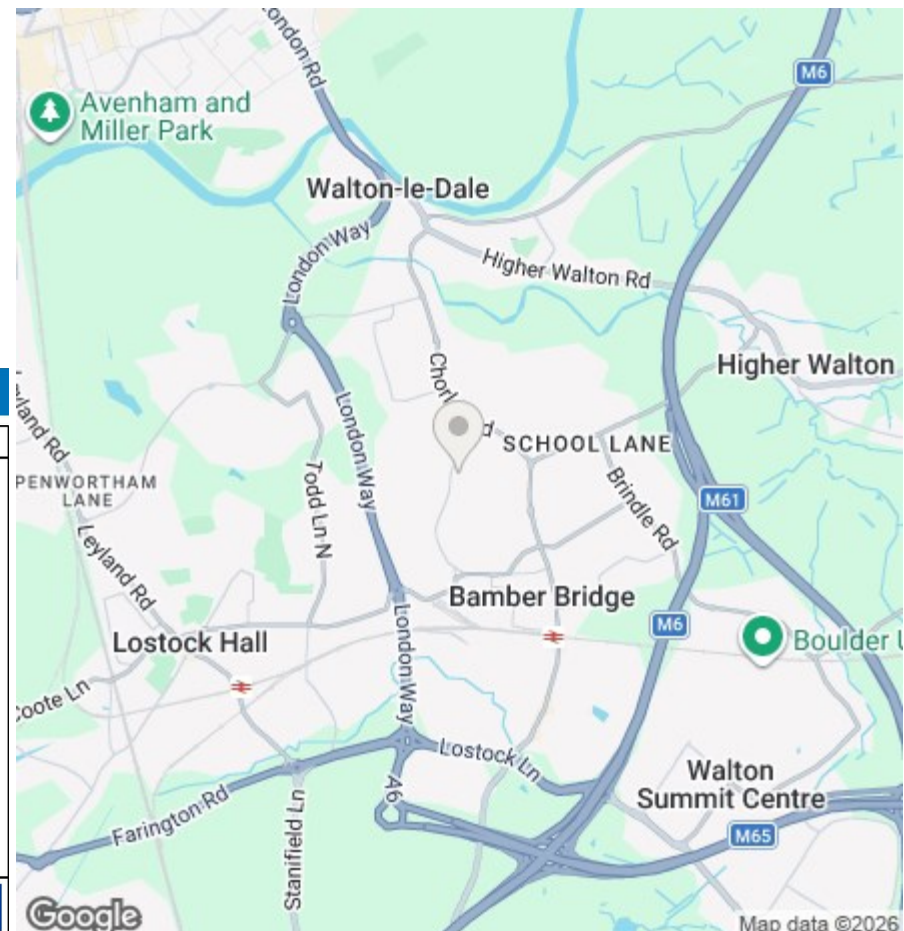 London Rd
M6
Avenham and
Miller Park
Walton-le-Dale
London Way
Higher Walton Rd
Higher Walton
Leyland Rd
London Way
SCHOOL LANE
PENWORTHAM
LANE
Todd Ln N
Brindle Rd
M61
Leyland Rd
Bamber Bridge
M6
Lostock Hall
London Way
Boulder U
Coote Ln
Lostock Ln
Walton
Summit Centre
A6
Farington Rd
Stanifield Ln
M65
Google
Map data ©2026